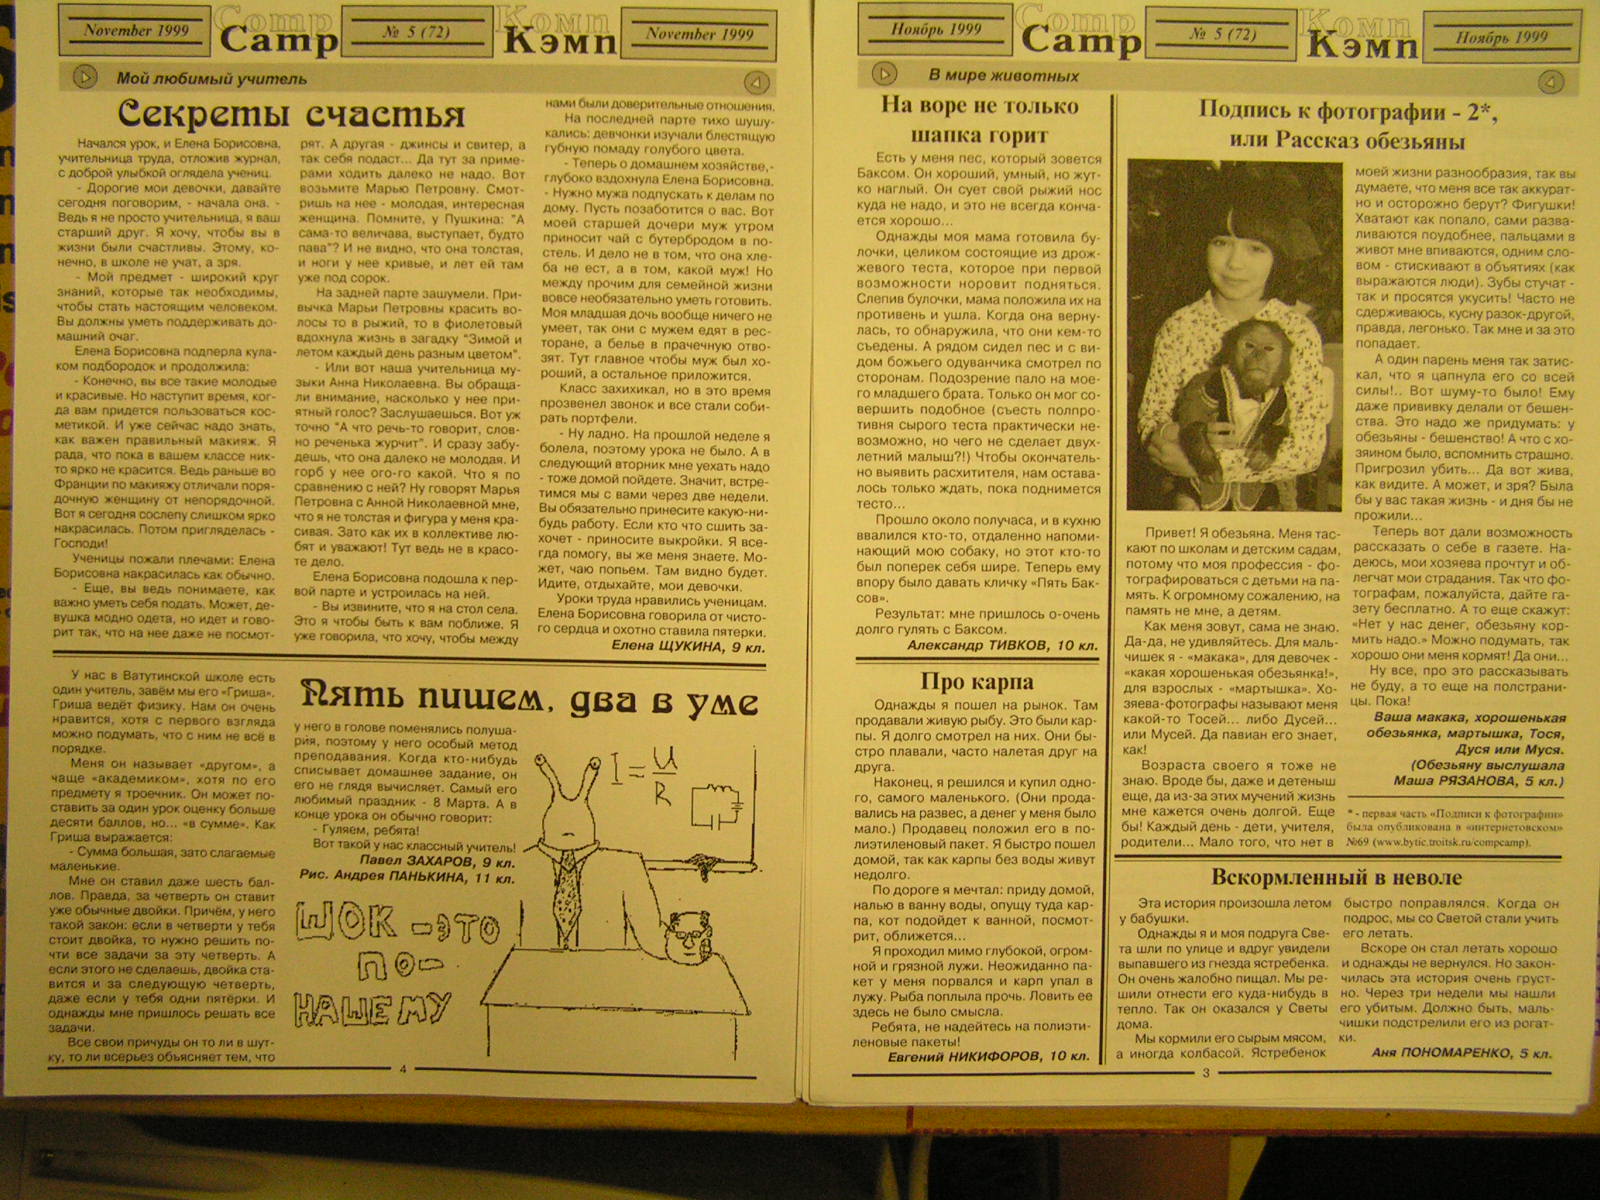 November 1999
Camp
№ 5 (72)
Кэмп
November 1999
Мой любимый учитель
Секреты счастья
Начался урок, и Елена Борисовна,
учительница труда, отложив журнал,
с доброй улыбкой оглядела учениц.
- Дорогие мои девочки, давайте
сегодня поговорим, - начала она. -
Ведь я не просто учительница, я ваш
старший друг. Я хочу, чтобы вы в
жизни были счастливы. Этому, ко-
нечно, в школе не учат, а зря.
- Мой предмет - широкий круг
знаний, которые так необходимы,
чтобы стать настоящим человеком.
Вы должны уметь поддерживать до-
машний очаг.
Елена Борисовна подперла кула-
ком подбородок и продолжила:
- Конечно, вы все такие молодые
и красивые. Но наступит время, ког-
да вам придется пользоваться кос-
метикой. И уже сейчас надо знать,
как важен правильный макияж. Я
рада, что пока в вашем классе ник-
то ярко не красится. Ведь раньше во
Франции по макияжу отличали поря-
дочную женщину от непорядочной.
Вот я сегодня сослепу слишком ярко
накрасилась. Потом пригляделась -
Господи!
Ученицы пожали плечами: Елена
Борисовна накрасилась как обычно.
- Еще, вы ведь понимаете, как
важно уметь себя подать. Может, де-
вушка модно одета, но идет и гово-
рит так, что на нее даже не посмот-
рят. А другая - джинсы и свитер, а
так себя подаст... Да тут за приме-
рами ходить далеко не надо. Вот
возьмите Марью Петровну. Смот-
ришь на нее - молодая, интересная
женщина. Помните, у Пушкина: "А
сама-то величава, выступает, будто
пава"? И не видно, что она толстая,
и ноги у нее кривые, и лет ей там
уже под сорок.
На задней парте зашумели. При-
вычка Марьи Петровны красить во-
лосы то в рыжий, то в фиолетовый
вдохнула жизнь в загадку "Зимой и
летом каждый день разным цветом".
- Или вот наша учительница му-
зыки Анна Николаевна. Вы обраща-
ли внимание, насколько у нее при-
ятный голос? Заслушаешься. Вот уж
точно "А что речь-то говорит, слов-
но реченька журчит". И сразу забу-
дешь, что она далеко не молодая. И
горб у нее ого-го какой. Что я по
сравнению с ней? Ну говорят Марья
Петровна с Анной Николаевной мне,
что я не толстая и фигура у меня кра-
сивая. Зато как их в коллективе лю-
бят и уважают! Тут ведь не в красо-
те дело.
Елена Борисовна подошла к пер-
вой парте и устроилась на ней.
- Вы извините, что я на стол села.
Это я чтобы быть к вам поближе. Я
уже говорила, что хочу, чтобы между
нами были доверительные отношения.
На последней парте тихо шушу-
кались: девчонки изучали блестящую
губную помаду голубого цвета.
- Теперь о домашнем хозяйстве,-
глубоко вздохнула Елена Борисовна.
- Нужно мужа подпускать к делам по
дому. Пусть позаботится о вас. Вот
моей старшей дочери муж утром
приносит чай с бутербродом в по-
стель. И дело не в том, что она хле-
ба не ест, а в том, какой муж! Но
между прочим для семейной жизни
вовсе необязательно уметь готовить.
Моя младшая дочь вообще ничего не
умеет, так они с мужем едят в рес-
торане, а белье в прачечную отво-
зят. Тут главное чтобы муж был хо-
роший, а остальное приложится.
Класс захихикал, но в это время
прозвенел звонок и все стали соби-
рать портфели.
- Ну ладно. На прошлой неделе я
болела, поэтому урока не было. А в
следующий вторник мне уехать надо
- тоже домой пойдете. Значит, встре-
тимся мы с вами через две недели.
Вы обязательно принесите какую-ни-
будь работу. Если кто что сшить за-
хочет - приносите выкройки. Я все-
гда помогу, вы же меня знаете. Мо-
жет, чаю попьем. Там видно будет.
Идите, отдыхайте, мои девочки.
Уроки труда нравились ученицам.
Елена Борисовна говорила от чисто-
го сердца и охотно ставила пятерки.
Елена ЩУКИНА, 9 кл.
Пять пишем, два в уме
У нас в Ватутинской школе есть
один учитель, завём мы его «Гриша».
Гриша ведёт физику. Нам он очень
нравится, хотя с первого взгляда
можно подумать, что с ним не всё в
порядке.
Меня он называет «другом», а
чаще «академиком», хотя по его
предмету я троечник. Он может по-
ставить за один урок оценку больше
десяти баллов, но... «в сумме». Как
Гриша выражается:
- Сумма большая, зато слагаемые
маленькие.
Мне он ставил даже шесть бал-
лов. Правда, за четверть он ставит
уже обычные двойки. Причём, у него
такой закон: если в четверти у тебя
стоит двойка, то нужно решить по-
чти все задачи за эту четверть. А
если этого не сделаешь, двойка ста-
вится и за следующую четверть,
даже если у тебя одни пятёрки. И
однажды мне пришлось решать все
задачи.
Все свои причуды он то ли в шут-
ку, то ли всерьез объясняет тем, что
у него в голове поменялись полуша-
рия, поэтому у него особый метод
преподавания. Когда кто-нибудь
списывает домашнее задание, он
его не глядя вычисляет. Самый его
любимый праздник - 8 Марта. А в
конце урока он обычно говорит:
- Гуляем, ребята!
Вот такой у нас классный учитель!
Павел ЗАХАРОВ, 9 кл.
Рис. Андрея ПАНЬКИНА, 11 кл.
I = U
R
ШОК - ЭТО
ПО-
НАШЕМУ
4
Ноябрь 1999
Camp
№ 5 (72)
Кэмп
Ноябрь 1999
В мире животных
На воре не только
шапка горит
Есть у меня пес, который зовется
Баксом. Он хороший, умный, но жут-
ко наглый. Он сует свой рыжий нос
куда не надо, и это не всегда конча-
ется хорошо...
Однажды моя мама готовила бу-
лочки, целиком состоящие из дрож-
жевого теста, которое при первой
возможности норовит подняться.
Слепив булочки, мама положила их на
противень и ушла. Когда она верну-
лась, то обнаружила, что они кем-то
съедены. А рядом сидел пес и с ви-
дом божьего одуванчика смотрел по
сторонам. Подозрение пало на мое-
го младшего брата. Только он мог со-
вершить подобное (съесть полпро-
тивня сырого теста практически не-
возможно, но чего не сделает двух-
летний малыш?!) Чтобы окончатель-
но выявить расхитителя, нам остава-
лось только ждать, пока поднимется
тесто...
Прошло около получаса, и в кухню
ввалился кто-то, отдаленно напоми-
нающий мою собаку, но этот кто-то
был поперек себя шире. Теперь ему
впору было давать кличку «Пять Бак-
сов».
Результат: мне пришлось о-очень
долго гулять с Баксом.
Александр ТИВКОВ, 10 кл.
Про карпа
Однажды я пошел на рынок. Там
продавали живую рыбу. Это были кар-
пы. Я долго смотрел на них. Они бы-
стро плавали, часто налетая друг на
друга.
Наконец, я решился и купил одно-
го, самого маленького. (Они прода-
вались на развес, а денег у меня было
мало.) Продавец положил его в по-
лиэтиленовый пакет. Я быстро пошел
домой, так как карпы без воды живут
недолго.
По дороге я мечтал: приду домой,
налью в ванну воды, опущу туда кар-
па, кот подойдет к ванной, посмот-
рит, оближется...
Я проходил мимо глубокой, огром-
ной и грязной лужи. Неожиданно па-
кет у меня порвался и карп упал в
лужу. Рыба поплыла прочь. Ловить ее
здесь не было смысла.
Ребята, не надейтесь на полиэти-
леновые пакеты!
Евгений НИКИФОРОВ, 10 кл.
Подпись к фотографии - 2*,
или Рассказ обезьяны
Привет! Я обезьяна. Меня тас-
кают по школам и детским садам,
потому что моя профессия - фо-
тографироваться с детьми на па-
мять. К огромному сожалению, на
память не мне, а детям.
Как меня зовут, сама не знаю.
Да-да, не удивляйтесь. Для маль-
чишек я - «макака», для девочек -
«какая хорошенькая обезьянка!»,
для взрослых - «мартышка». Хо-
зяева-фотографы называют меня
какой-то Тосей... либо Дусей...
или Мусей. Да павиан его знает,
как!
Возраста своего я тоже не
знаю. Вроде бы, даже и детеныш
еще, да из-за этих мучений жизнь
мне кажется очень долгой. Еще
бы! Каждый день - дети, учителя,
родители... Мало того, что нет в
моей жизни разнообразия, так вы
думаете, что меня все так аккурат-
но и осторожно берут? Фигушки!
Хватают как попало, сами разва-
ливаются поудобнее, пальцами в
живот мне впиваются, одним сло-
вом - стискивают в объятиях (как
выражаются люди). Зубы стучат -
так и просятся укусить! Часто не
сдерживаюсь, кусну разок-другой,
правда, легонько. Так мне и за это
попадает.
А один парень меня так затис-
кал, что я цапнула его со всей
силы!.. Вот шуму-то было! Ему
даже прививку делали от бешен-
ства. Это надо же придумать: у
обезьяны - бешенство! А что с хо-
зяином было, вспомнить страшно.
Пригрозил убить... Да вот жива,
как видите. А может, и зря? Была
бы у вас такая жизнь - и дня бы не
прожили...
Теперь вот дали возможность
рассказать о себе в газете. На-
деюсь, мои хозяева прочтут и об-
легчат мои страдания. Так что фо-
тографам, пожалуйста, дайте га-
зету бесплатно. А то еще скажут:
«Нет у нас денег, обезьяну кор-
мить надо.» Можно подумать, так
хорошо они меня кормят! Да они...
Ну все, про это рассказывать
не буду, а то еще на полстрани-
цы. Пока!
Ваша макака, хорошенькая
обезьянка, мартышка, Тося,
Дуся или Муся.
(Обезьяну выслушала
Маша РЯЗАНОВА, 5 кл.)
* - первая часть «Подписи к фотографии»
была опубликована в «интернетовском»
№69 (www.bytic.troitsk.ru/compcamp).
Вскормленный в неволе
Эта история произошла летом
у бабушки.
Однажды я и моя подруга Све-
та шли по улице и вдруг увидели
выпавшего из гнезда ястребенка.
Он очень жалобно пищал. Мы ре-
шили отнести его куда-нибудь в
тепло. Так он оказался у Светы
дома.
Мы кормили его сырым мясом,
а иногда колбасой. Ястребенок
быстро поправлялся. Когда он
подрос, мы со Светой стали учить
его летать.
Вскоре он стал летать хорошо
и однажды не вернулся. Но закон-
чилась эта история очень груст-
но. Через три недели мы нашли
его убитым. Должно быть, маль-
чишки подстрелили его из рогат-
ки.
Аня ПОНОМАРЕНКО, 5 кл.
3